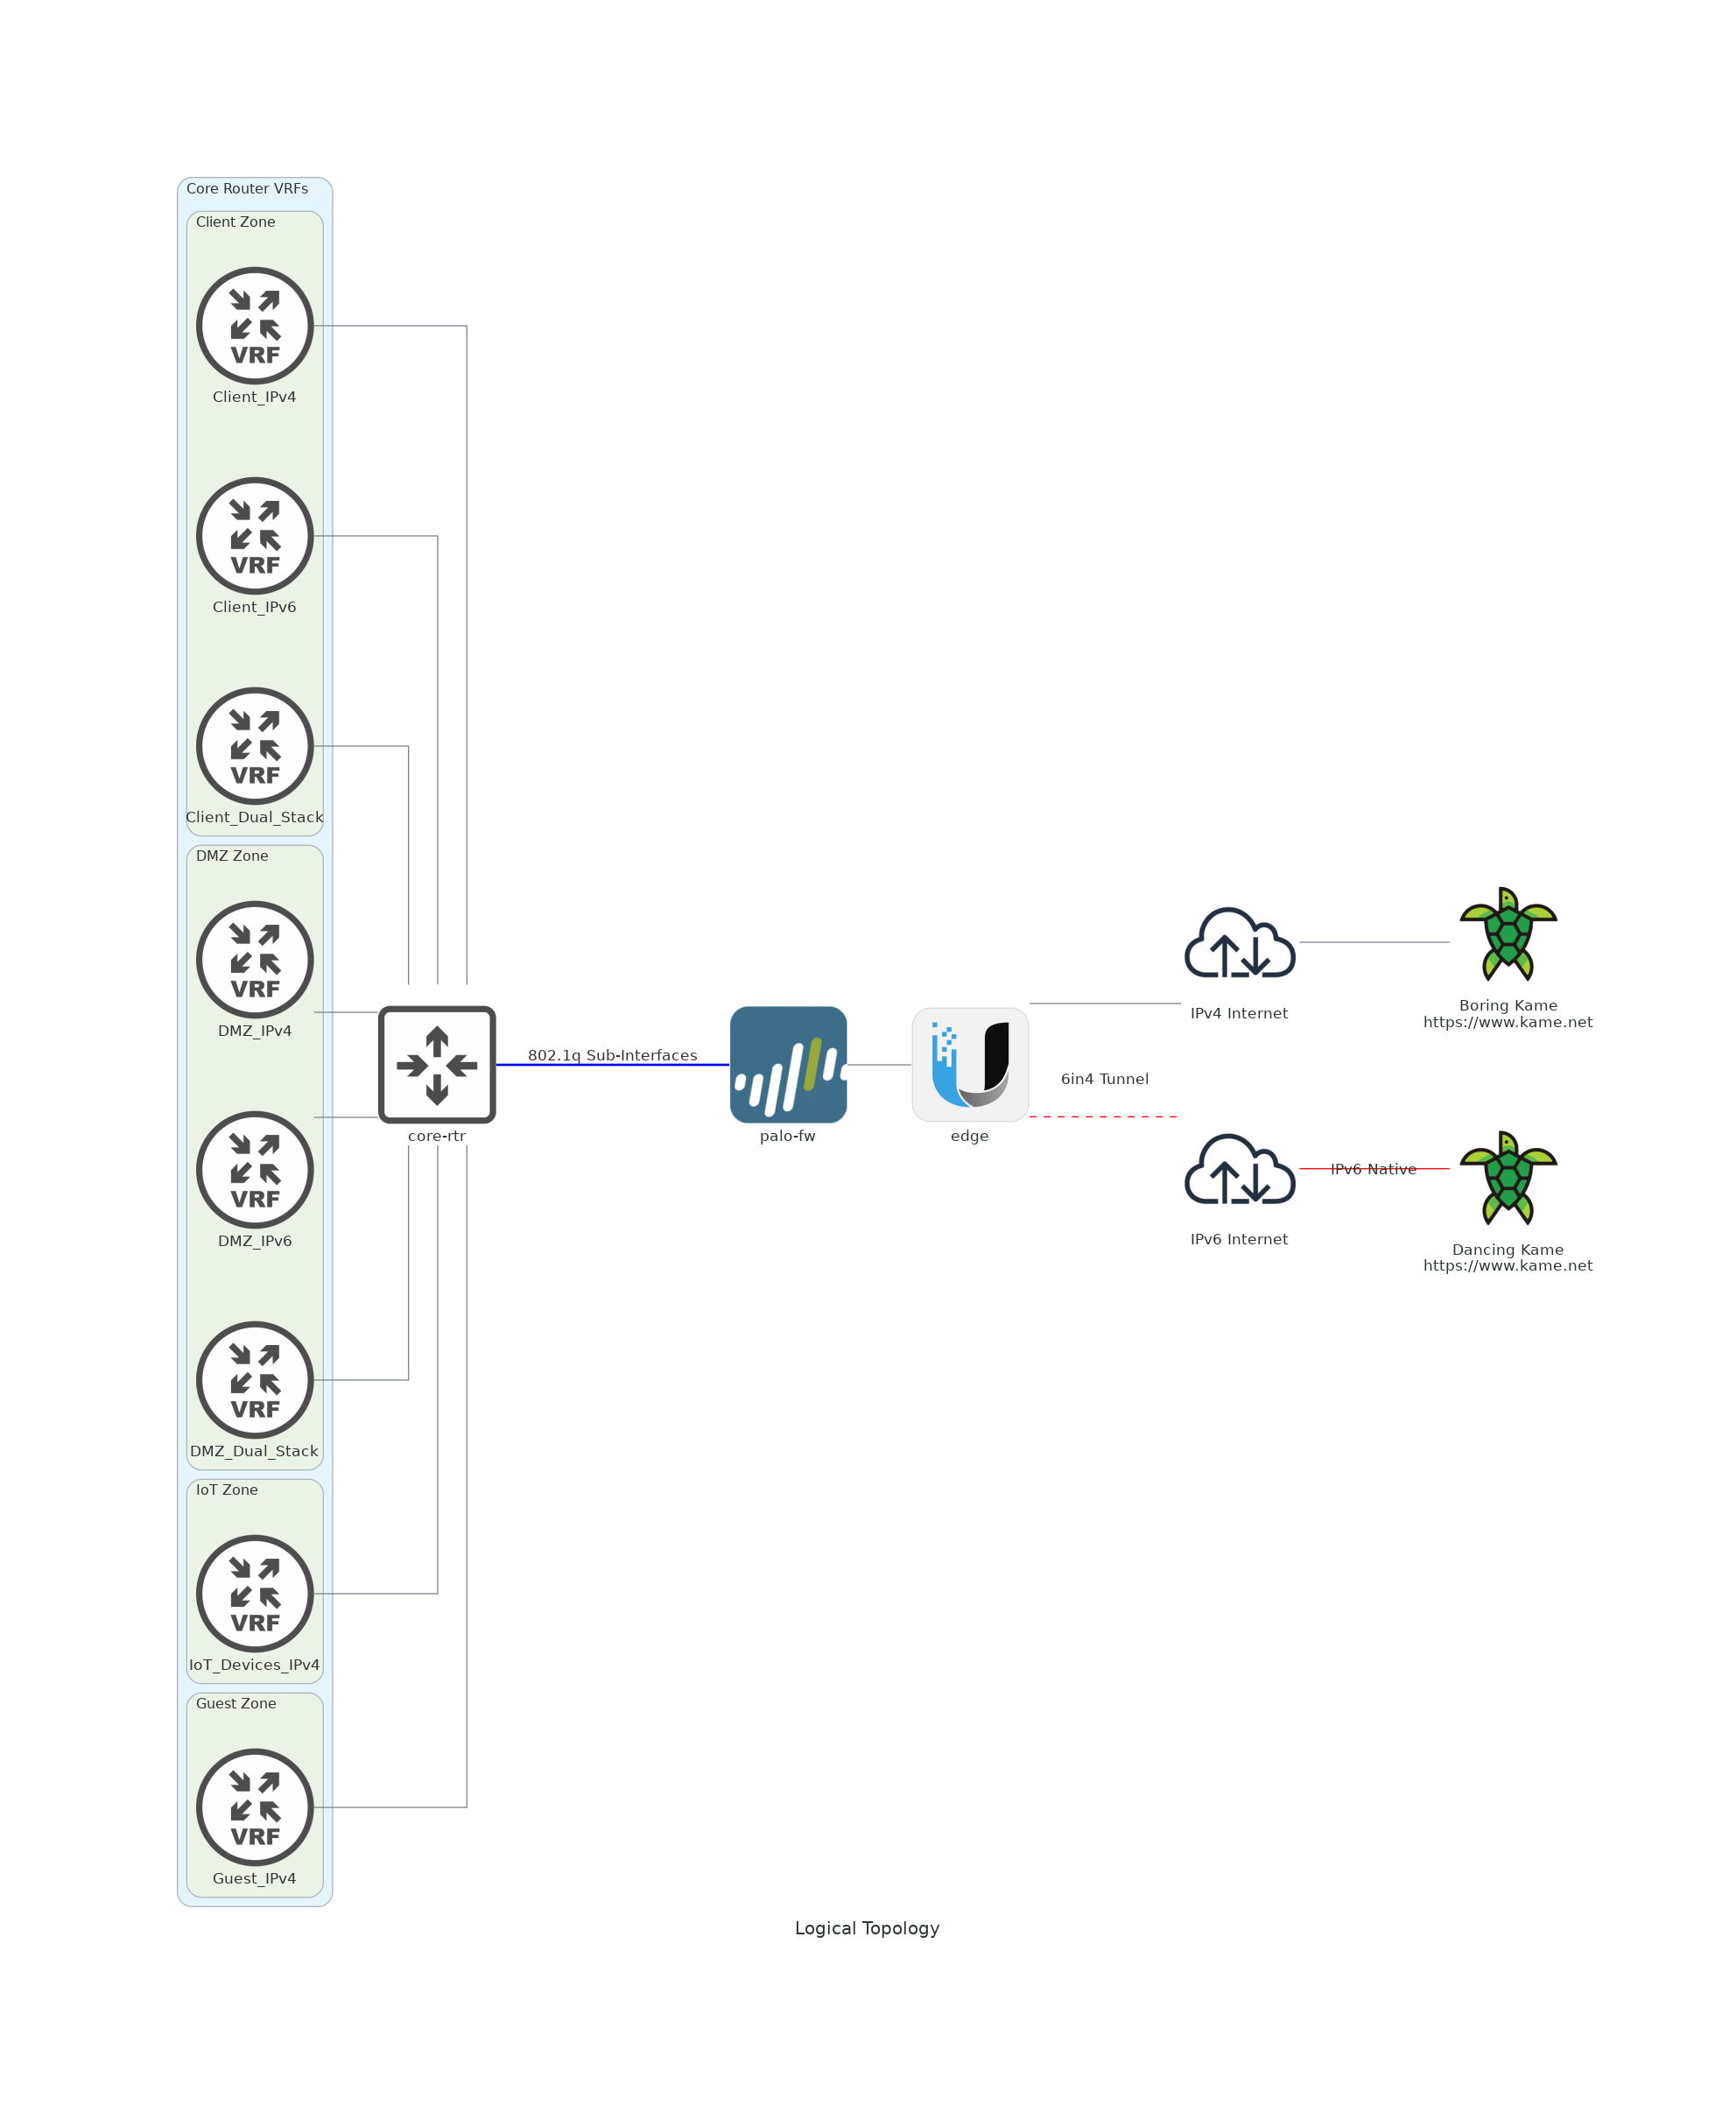 Core Router VRFs
Client Zone
VRF
Client_IPv4
VRF
Client_IPv6
VRF
Client_Dual_Stack
DMZ Zone
VRF
DMZ_IPv4
VRF
DMZ_IPv6
VRF
DMZ_Dual_Stack
IoT Zone
VRF
IoT_Devices_IPv4
Guest Zone
VRF
Guest_IPv4
core-rtr
802.1q Sub-Interfaces
palo-fw
edge
6in4 Tunnel
IPv4 Internet
Boring Kame
https://www.kame.net
IPv6 Internet
IPv6 Native
Dancing Kame
https://www.kame.net
Logical Topology